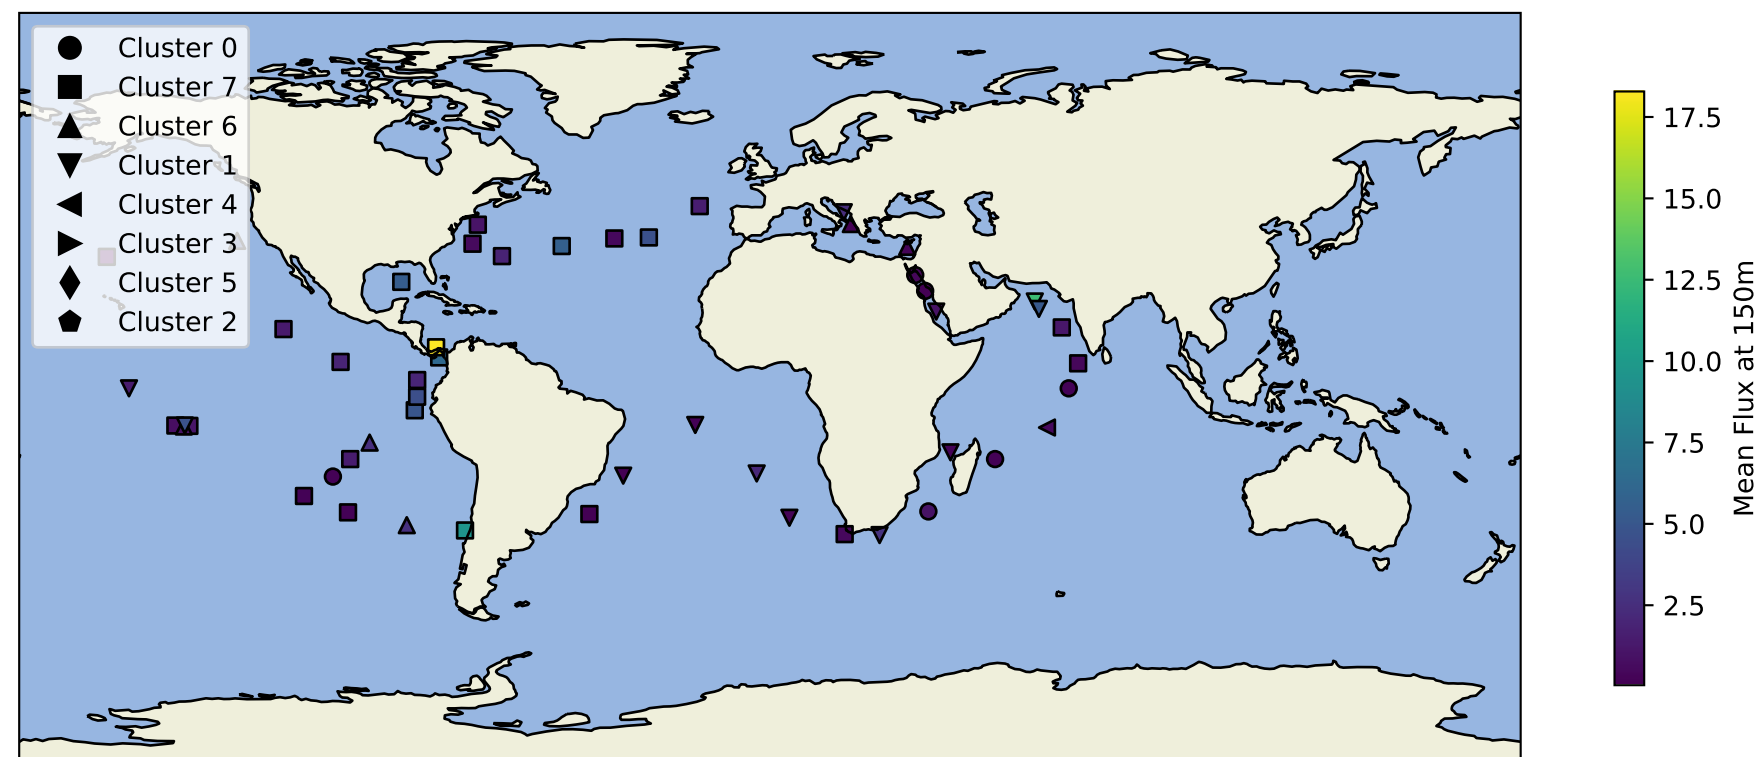 Cluster 0
Cluster 7
Cluster 6
Cluster 1
Cluster 4
Cluster 3
Cluster 5
Cluster 2
17.5
15.0
12.5
10.0
7.5
5.0
2.5
Mean Flux at 150m